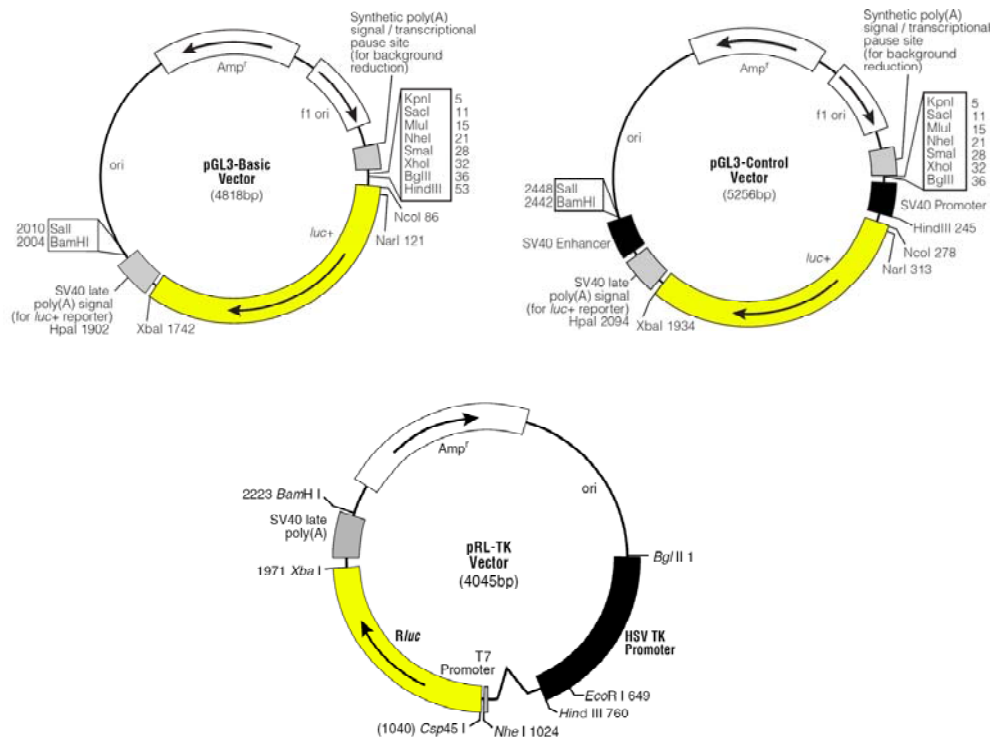 Synthetic poly(A)
signal / transcriptional
pause site
(for background
reduction)
Ampʳ
f1 ori
KpnI 5
SacI 11
MluI 15
NheI 21
SmaI 28
XhoI 32
BglII 36
HindIII 53
ori
pGL3-Basic
Vector
(4818bp)
NcoI 86
NarI 121
2010 SalI
2004 BamHI
luc+
SV40 late
poly(A) signal
(for luc+ reporter)
HpaI 1902
XbaI 1742
Synthetic poly(A)
signal / transcriptional
pause site
(for background
reduction)
Ampʳ
f1 ori
KpnI 5
SacI 11
MluI 15
NheI 21
SmaI 28
XhoI 32
BglII 36
ori
pGL3-Control
Vector
(5256bp)
SV40 Promoter
2448 SalI
2442 BamHI
HindIII 245
NcoI 278
NarI 313
SV40 Enhancer
luc+
SV40 late
poly(A) signal
(for luc+ reporter)
HpaI 2094
XbaI 1934
Ampʳ
ori
2223 BamH I
SV40 late
poly(A)
pRL-TK
Vector
(4045bp)
Bgl II 1
1971 Xba I
Rluc
HSV TK
Promoter
T7
Promoter
EcoR I 649
Hind III 760
(1040) Csp45 I
Nhe I 1024